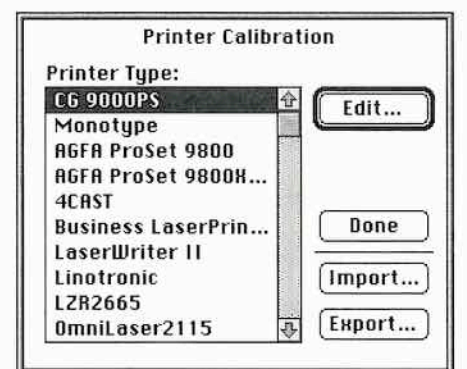 Printer Calibration
Printer Type:
CG 9000PS
Monotype
AGFA ProSet 9800
AGFA ProSet 9800H...
4CAST
Business LaserPrin...
LaserWriter II
Linotronic
LZR2665
OmniLaser2115
Edit...
Done
Import...
Export...